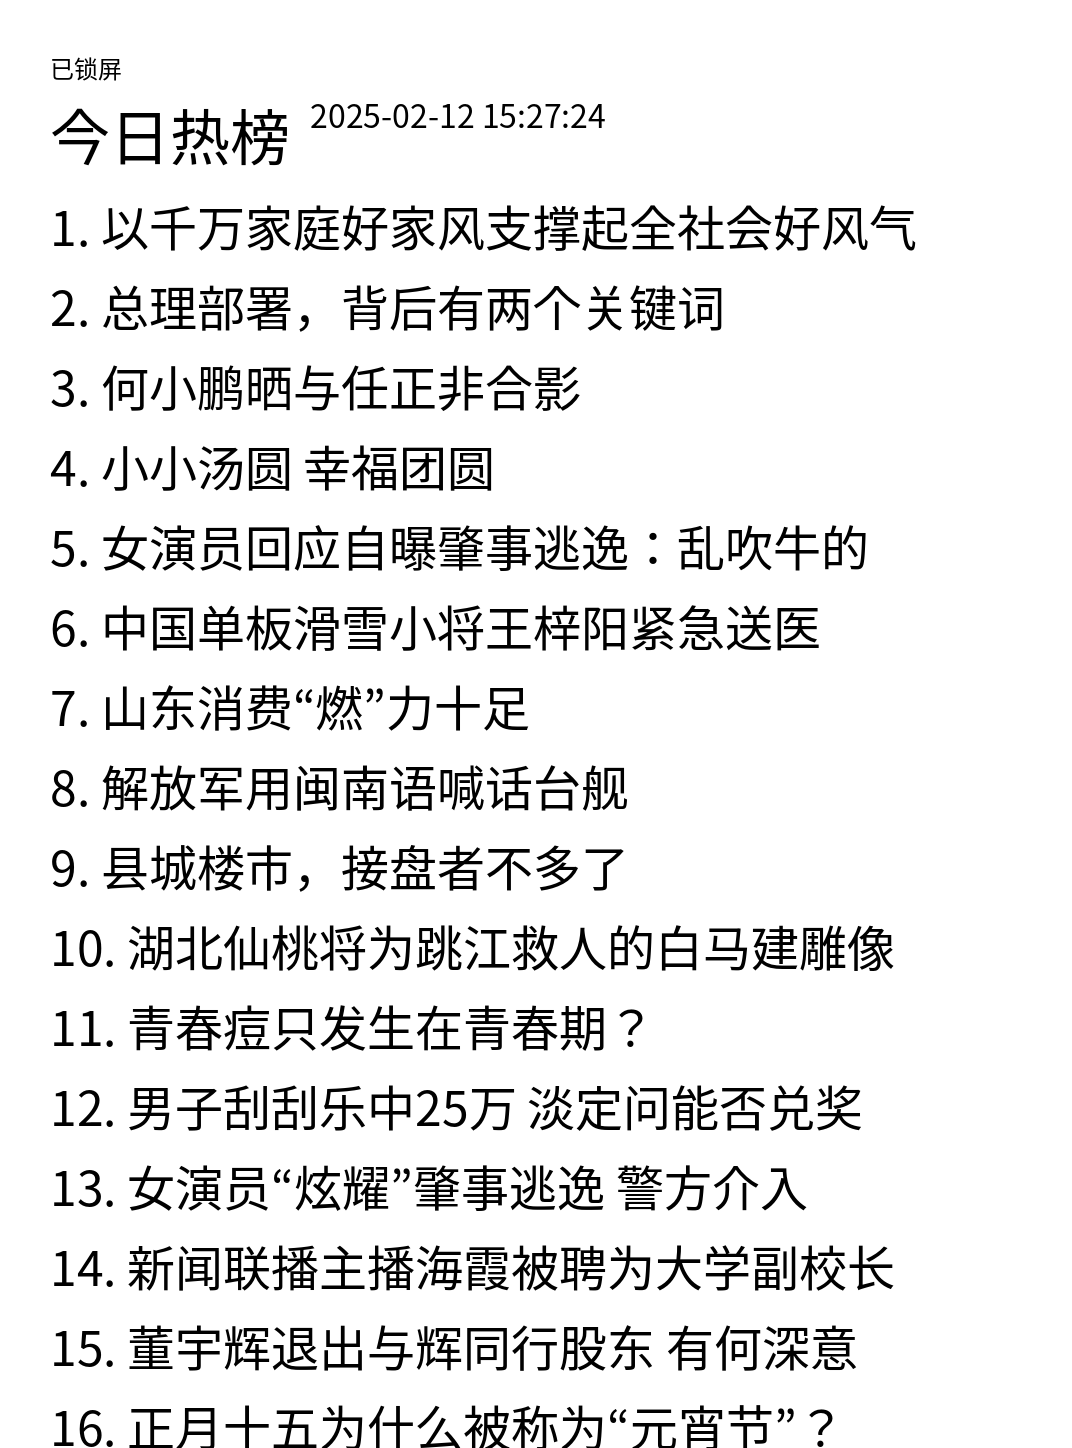 已锁屏
今日热榜 2025-02-12 15:27:24
1. 以千万家庭好家风支撑起全社会好风气
2. 总理部署，背后有两个关键词
3. 何小鹏晒与任正非合影
4. 小小汤圆 幸福团圆
5. 女演员回应自曝肇事逃逸：乱吹牛的
6. 中国单板滑雪小将王梓阳紧急送医
7. 山东消费“燃”力十足
8. 解放军用闽南语喊话台舰
9. 县城楼市，接盘者不多了
10. 湖北仙桃将为跳江救人的白马建雕像
11. 青春痘只发生在青春期？
12. 男子刮刮乐中25万 淡定问能否兑奖
13. 女演员“炫耀”肇事逃逸 警方介入
14. 新闻联播主播海霞被聘为大学副校长
15. 董宇辉退出与辉同行股东 有何深意
16. 正月十五为什么被称为“元宵节”？